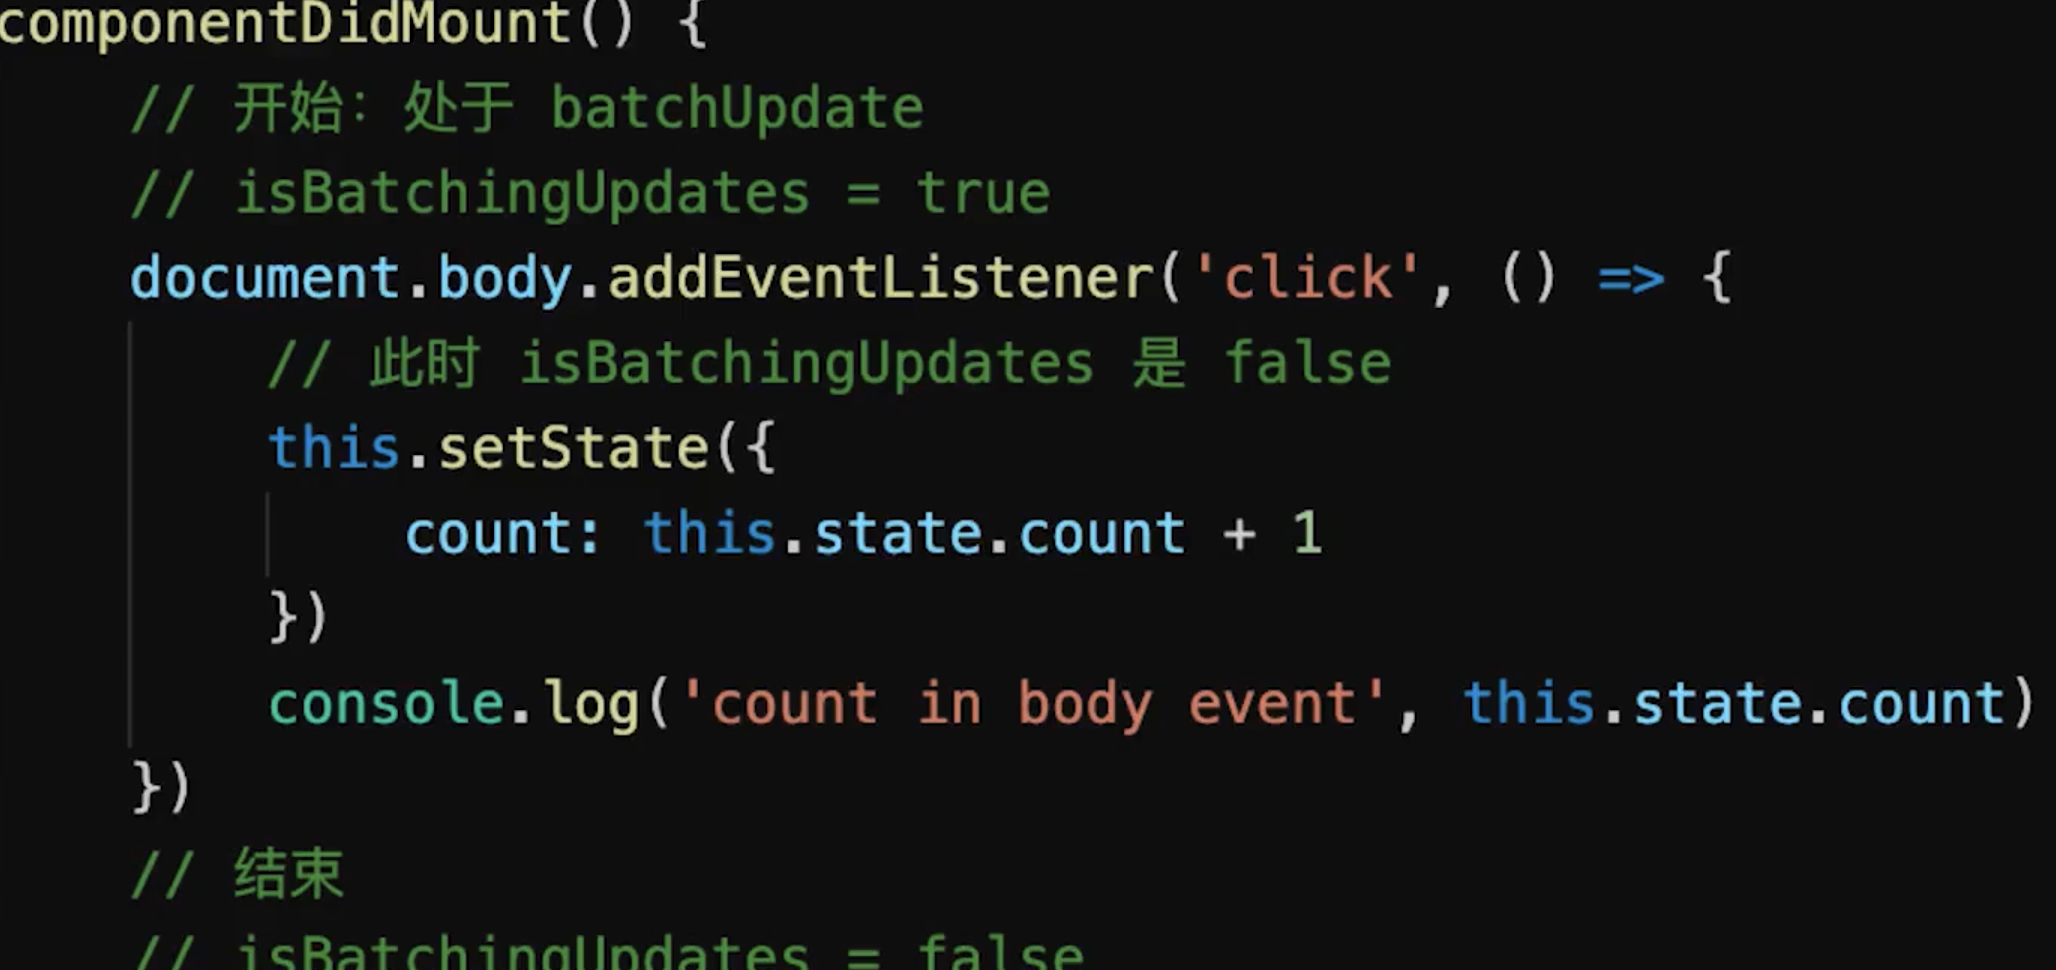 componentDidMount() {
// 开始：处于 batchUpdate
// isBatchingUpdates = true
document.body.addEventListener('click', () => {
// 此时 isBatchingUpdates 是 false
this.setState({
count: this.state.count + 1
})
console.log('count in body event', this.state.count)
})
// 结束
// isBatchingUpdates = false